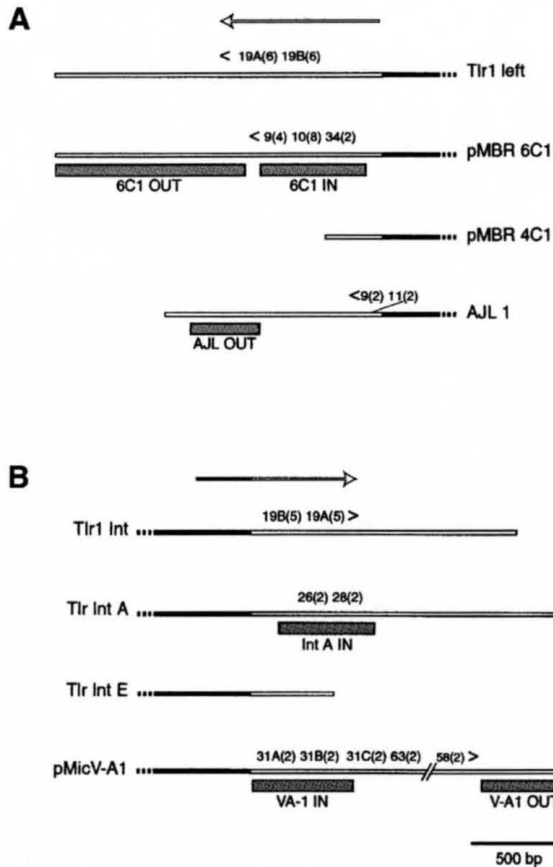 A
< 19A(6) 19B(6)
Tlr1 left
< 9(4) 10(8) 34(2)
pMBR 6C1
6C1 OUT 6C1 IN
pMBR 4C1
<9(2) 11(2)
AJL 1
AJL OUT
B
19B(5) 19A(5) >
Tlr1 Int
26(2) 28(2)
Tlr Int A
Int A IN
Tlr Int E
31A(2) 31B(2) 31C(2) 63(2) 58(2) >
pMicV-A1
VA-1 IN V-A1 OUT
500 bp